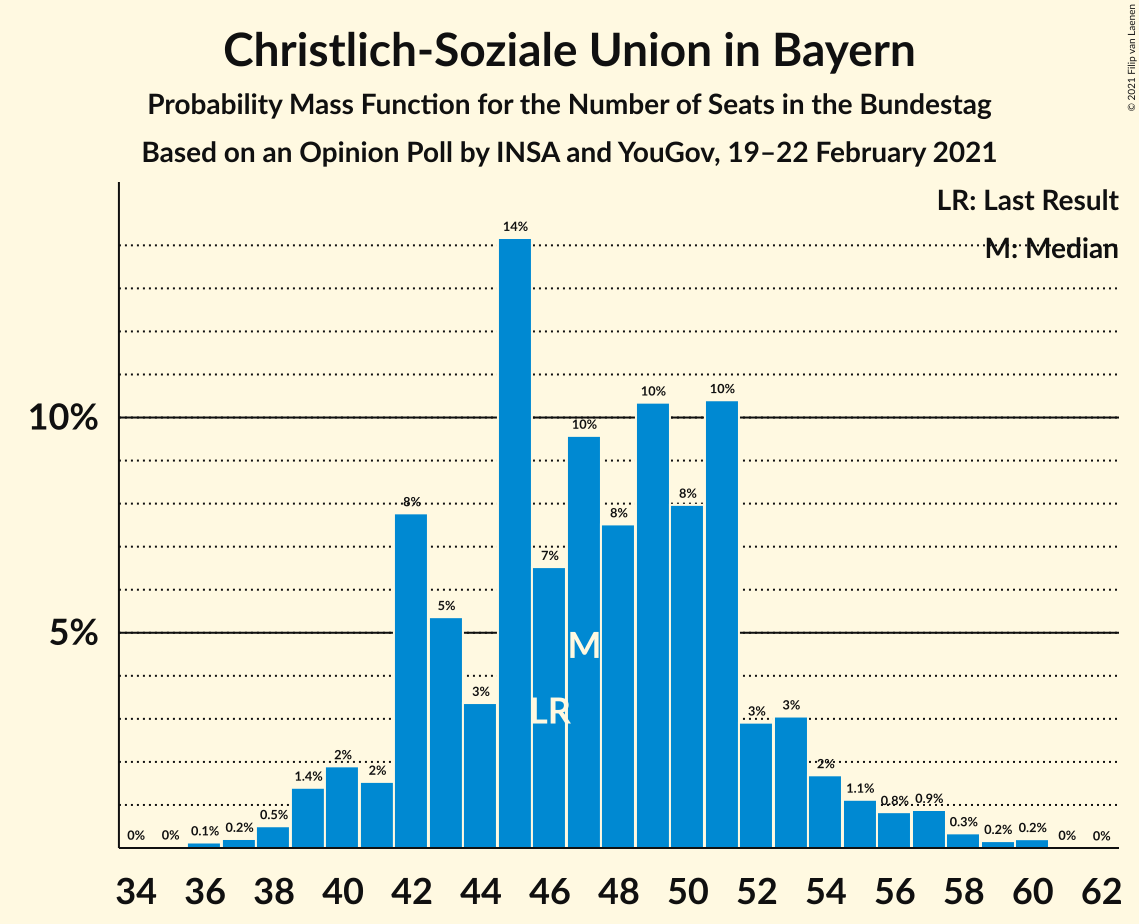 Christlich-Soziale Union in Bayern
Probability Mass Function for the Number of Seats in the Bundestag
Based on an Opinion Poll by INSA and YouGov, 19–22 February 2021
© 2021 Filip van Laenen
LR: Last Result
M: Median
10%
5%
0% 0% 0.1% 0.2% 0.5% 1.4% 2% 2% 8% 5% 3% 14% 7% 10% 8% 10% 8% 10% 3% 3% 2% 1.1% 0.8% 0.9% 0.3% 0.2% 0.2% 0% 0%
M
LR
34 36 38 40 42 44 46 48 50 52 54 56 58 60 62